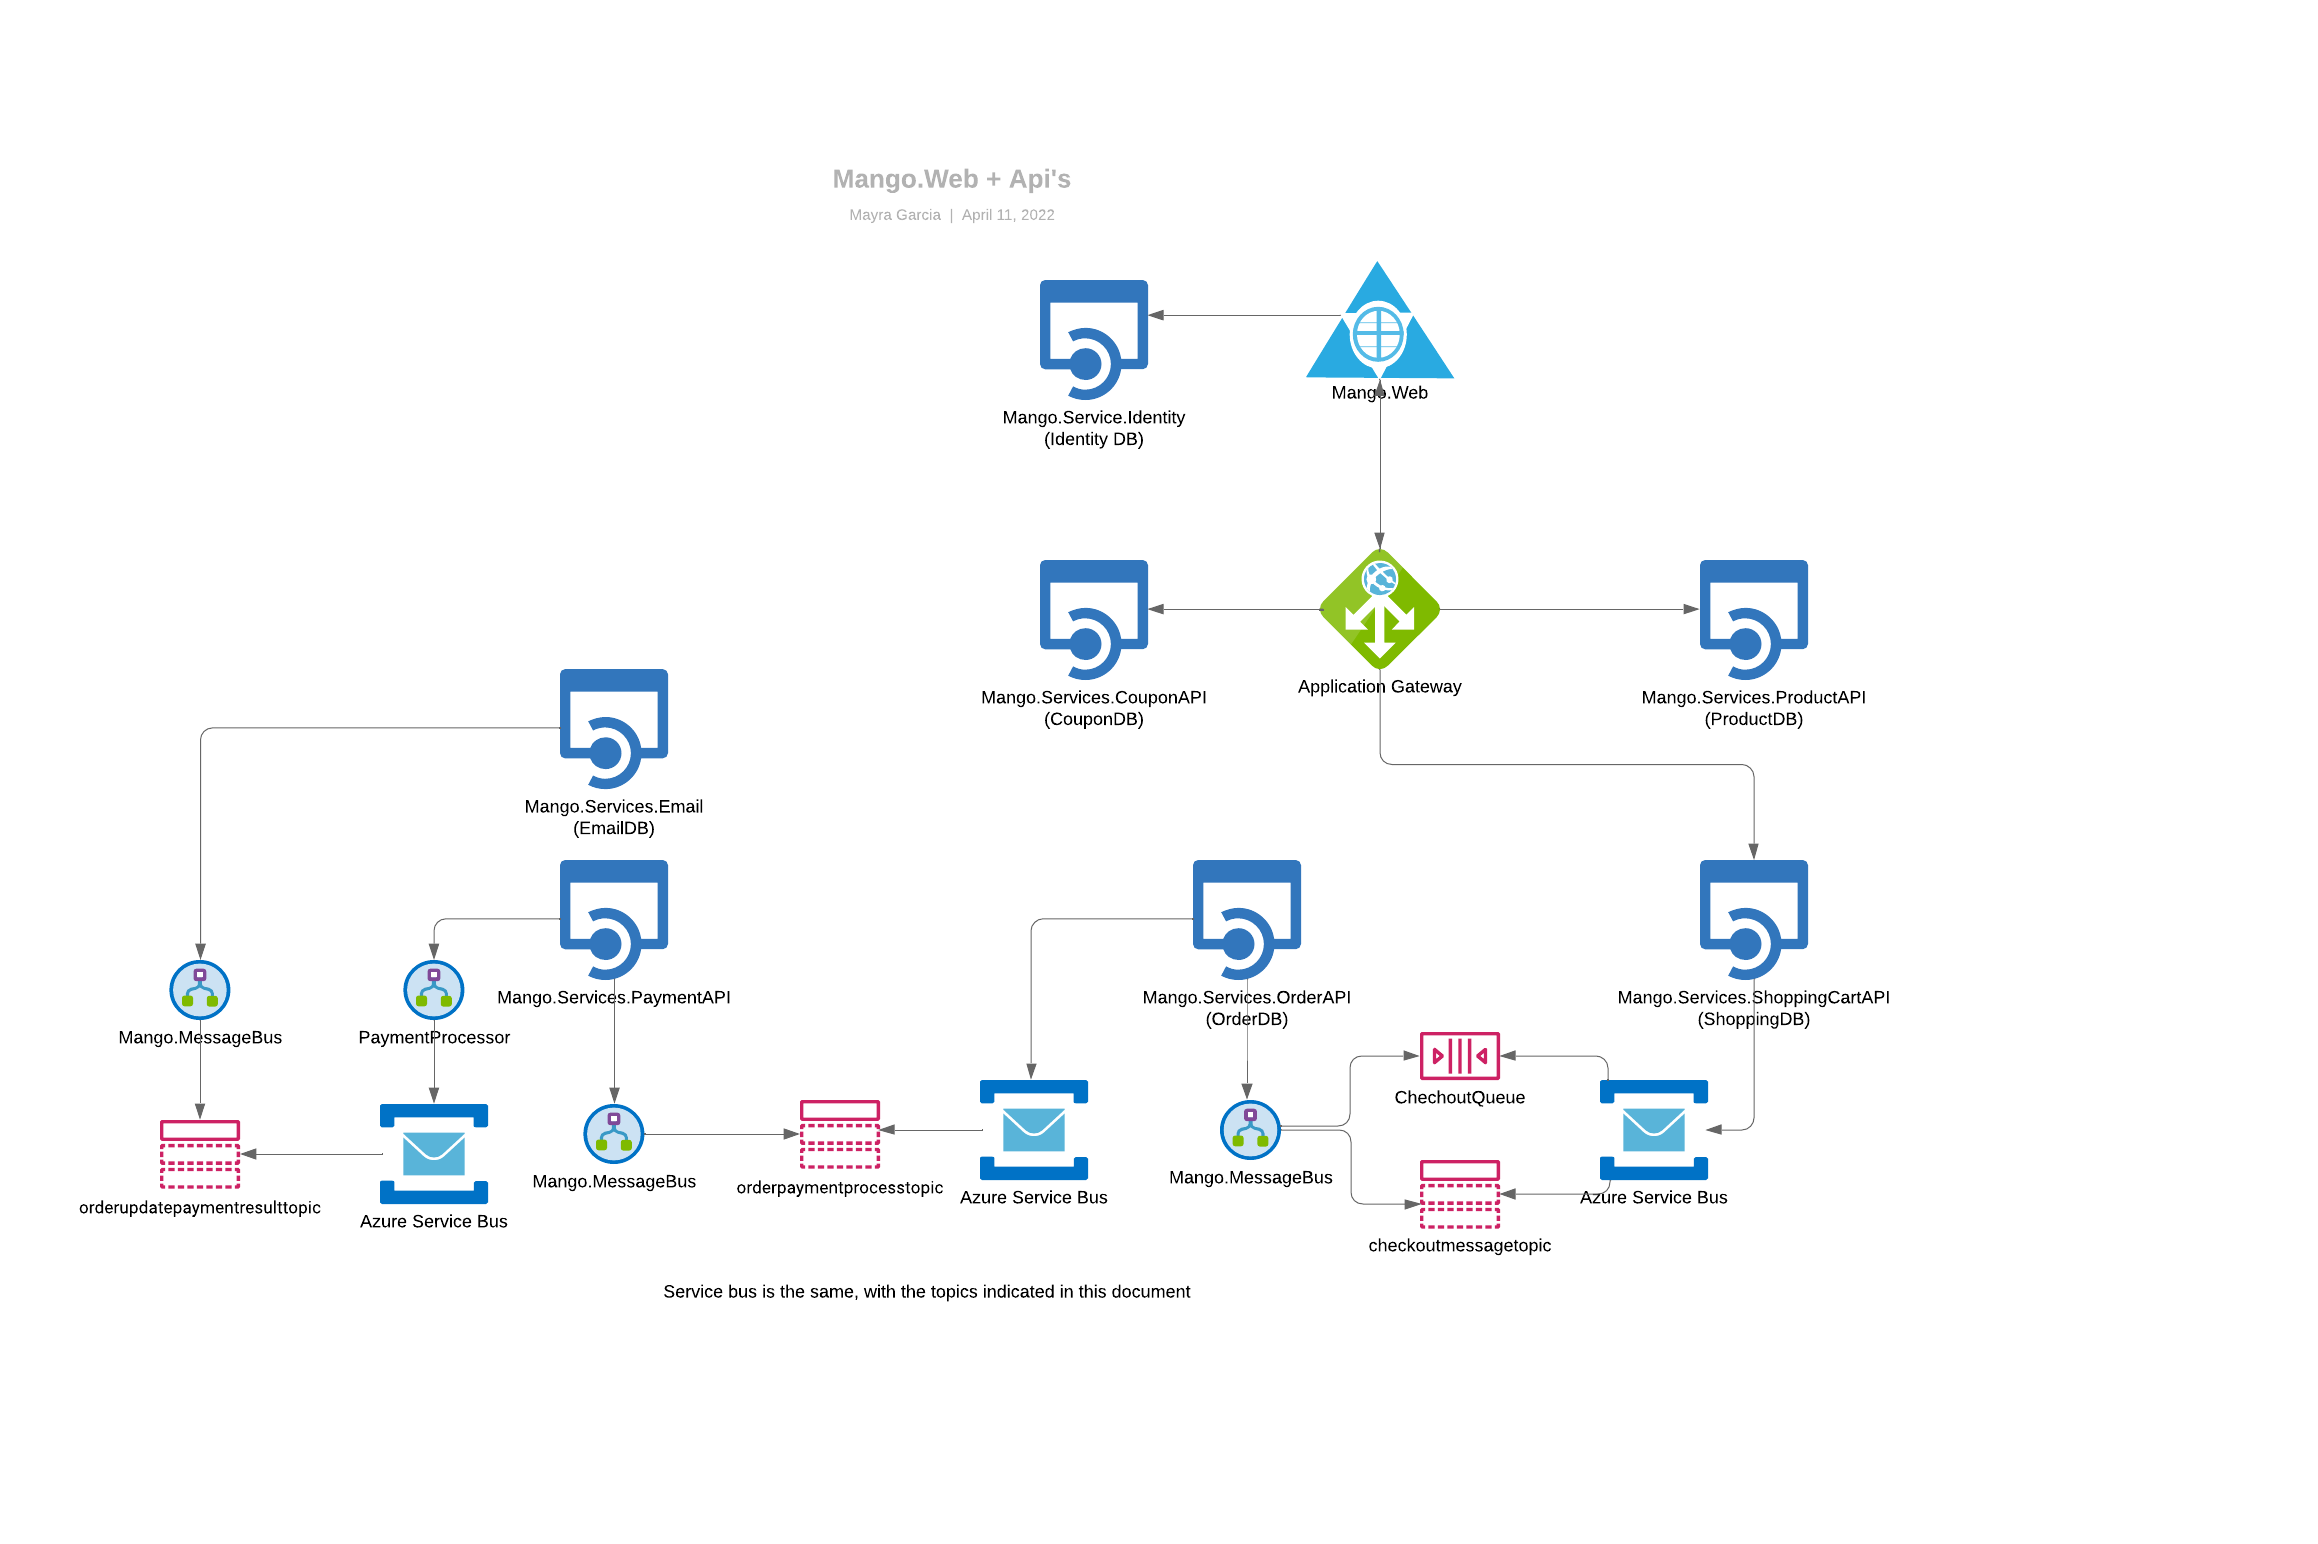 Mango.Web + Api's
Mayra Garcia | April 11, 2022
Mango.Web
Mango.Service.Identity
(Identity DB)
Application Gateway
Mango.Services.CouponAPI
(CouponDB)
Mango.Services.ProductAPI
(ProductDB)
Mango.Services.Email
(EmailDB)
Mango.Services.PaymentAPI
Mango.Services.OrderAPI
(OrderDB)
Mango.Services.ShoppingCartAPI
(ShoppingDB)
Mango.MessageBus
PaymentProcessor
ChechoutQueue
Mango.MessageBus
orderpaymentprocesstopic
Azure Service Bus
Mango.MessageBus
Azure Service Bus
orderupdatepaymentresulttopic
Azure Service Bus
checkoutmessagetopic
Service bus is the same, with the topics indicated in this document